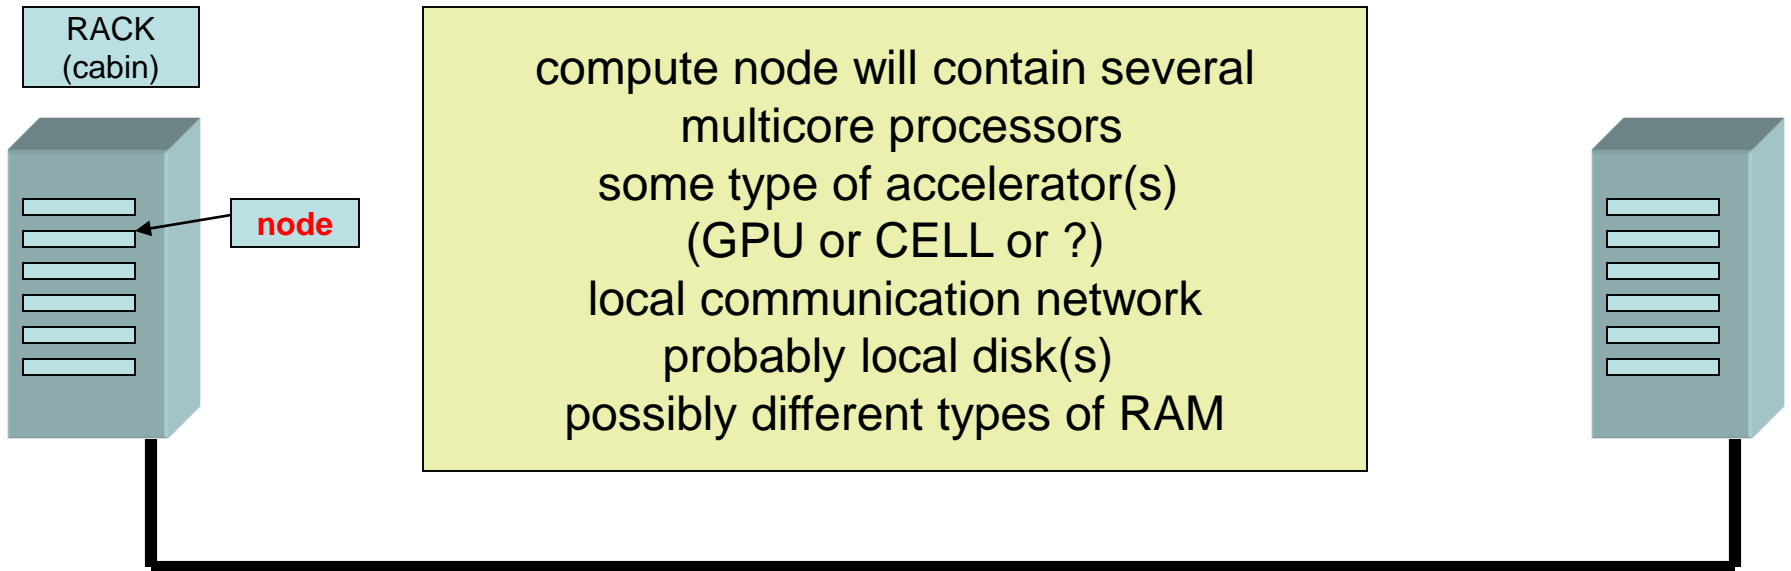 RACK
(cabin)
compute node will contain several
multicore processors
some type of accelerator(s)
(GPU or CELL or ?)
local communication network
probably local disk(s)
possibly different types of RAM
node